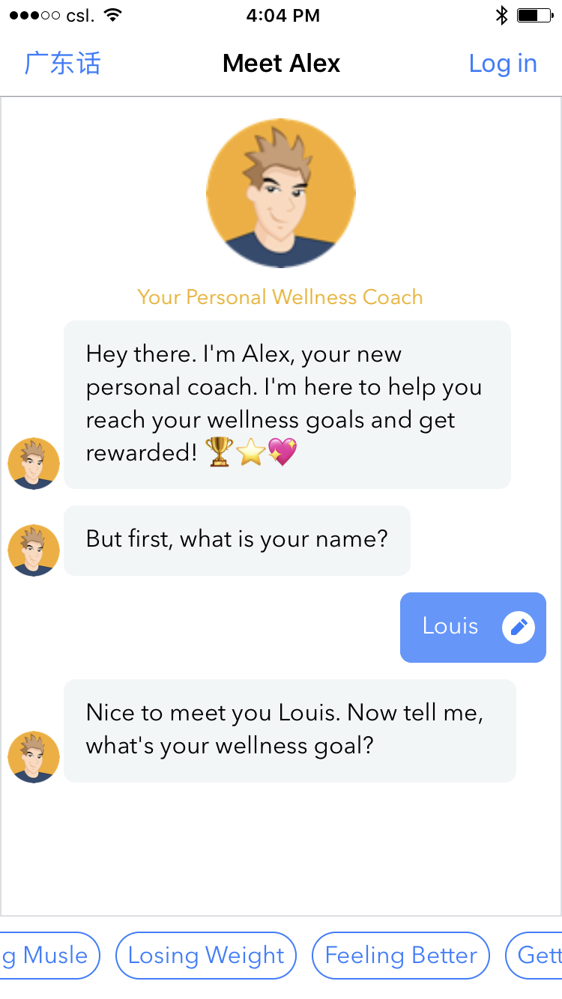 csl. 4:04 PM
广东话 Meet Alex Log in
Your Personal Wellness Coach
Hey there. I'm Alex, your new
personal coach. I'm here to help you
reach your wellness goals and get
rewarded! 🏆⭐💖
But first, what is your name?
Louis
Nice to meet you Louis. Now tell me,
what's your wellness goal?
g Musle Losing Weight Feeling Better Gett